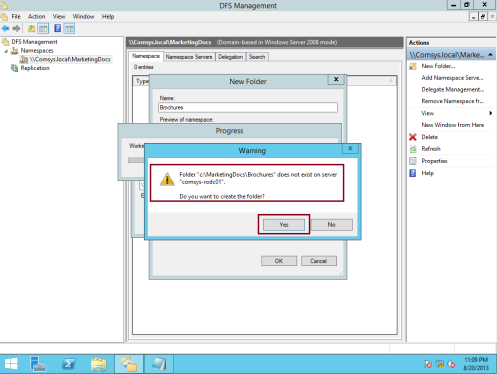 DFS Management
File Action View Window Help
DFS Management
Namespaces
\\Comsys.local\MarketingDocs
Replication
\\Comsys.local\MarketingDocs (Domain-based in Windows Server 2008 mode)
Namespace Namespace Servers Delegation Search
0 entries
Type
New Folder
Name:
Brochures
Preview of namespace:
Progress
Warning
Folder "c:\MarketingDocs\Brochures" does not exist on server
"comsys-rodc01".
Do you want to create the folder?
Yes No
OK Cancel
Actions
\\Comsys.local\Marke...
New Folder...
Add Namespace Serve...
Delegate Management...
Remove Namespace fr...
View
New Window from Here
Delete
Refresh
Properties
Help
11:09 PM
8/20/2013